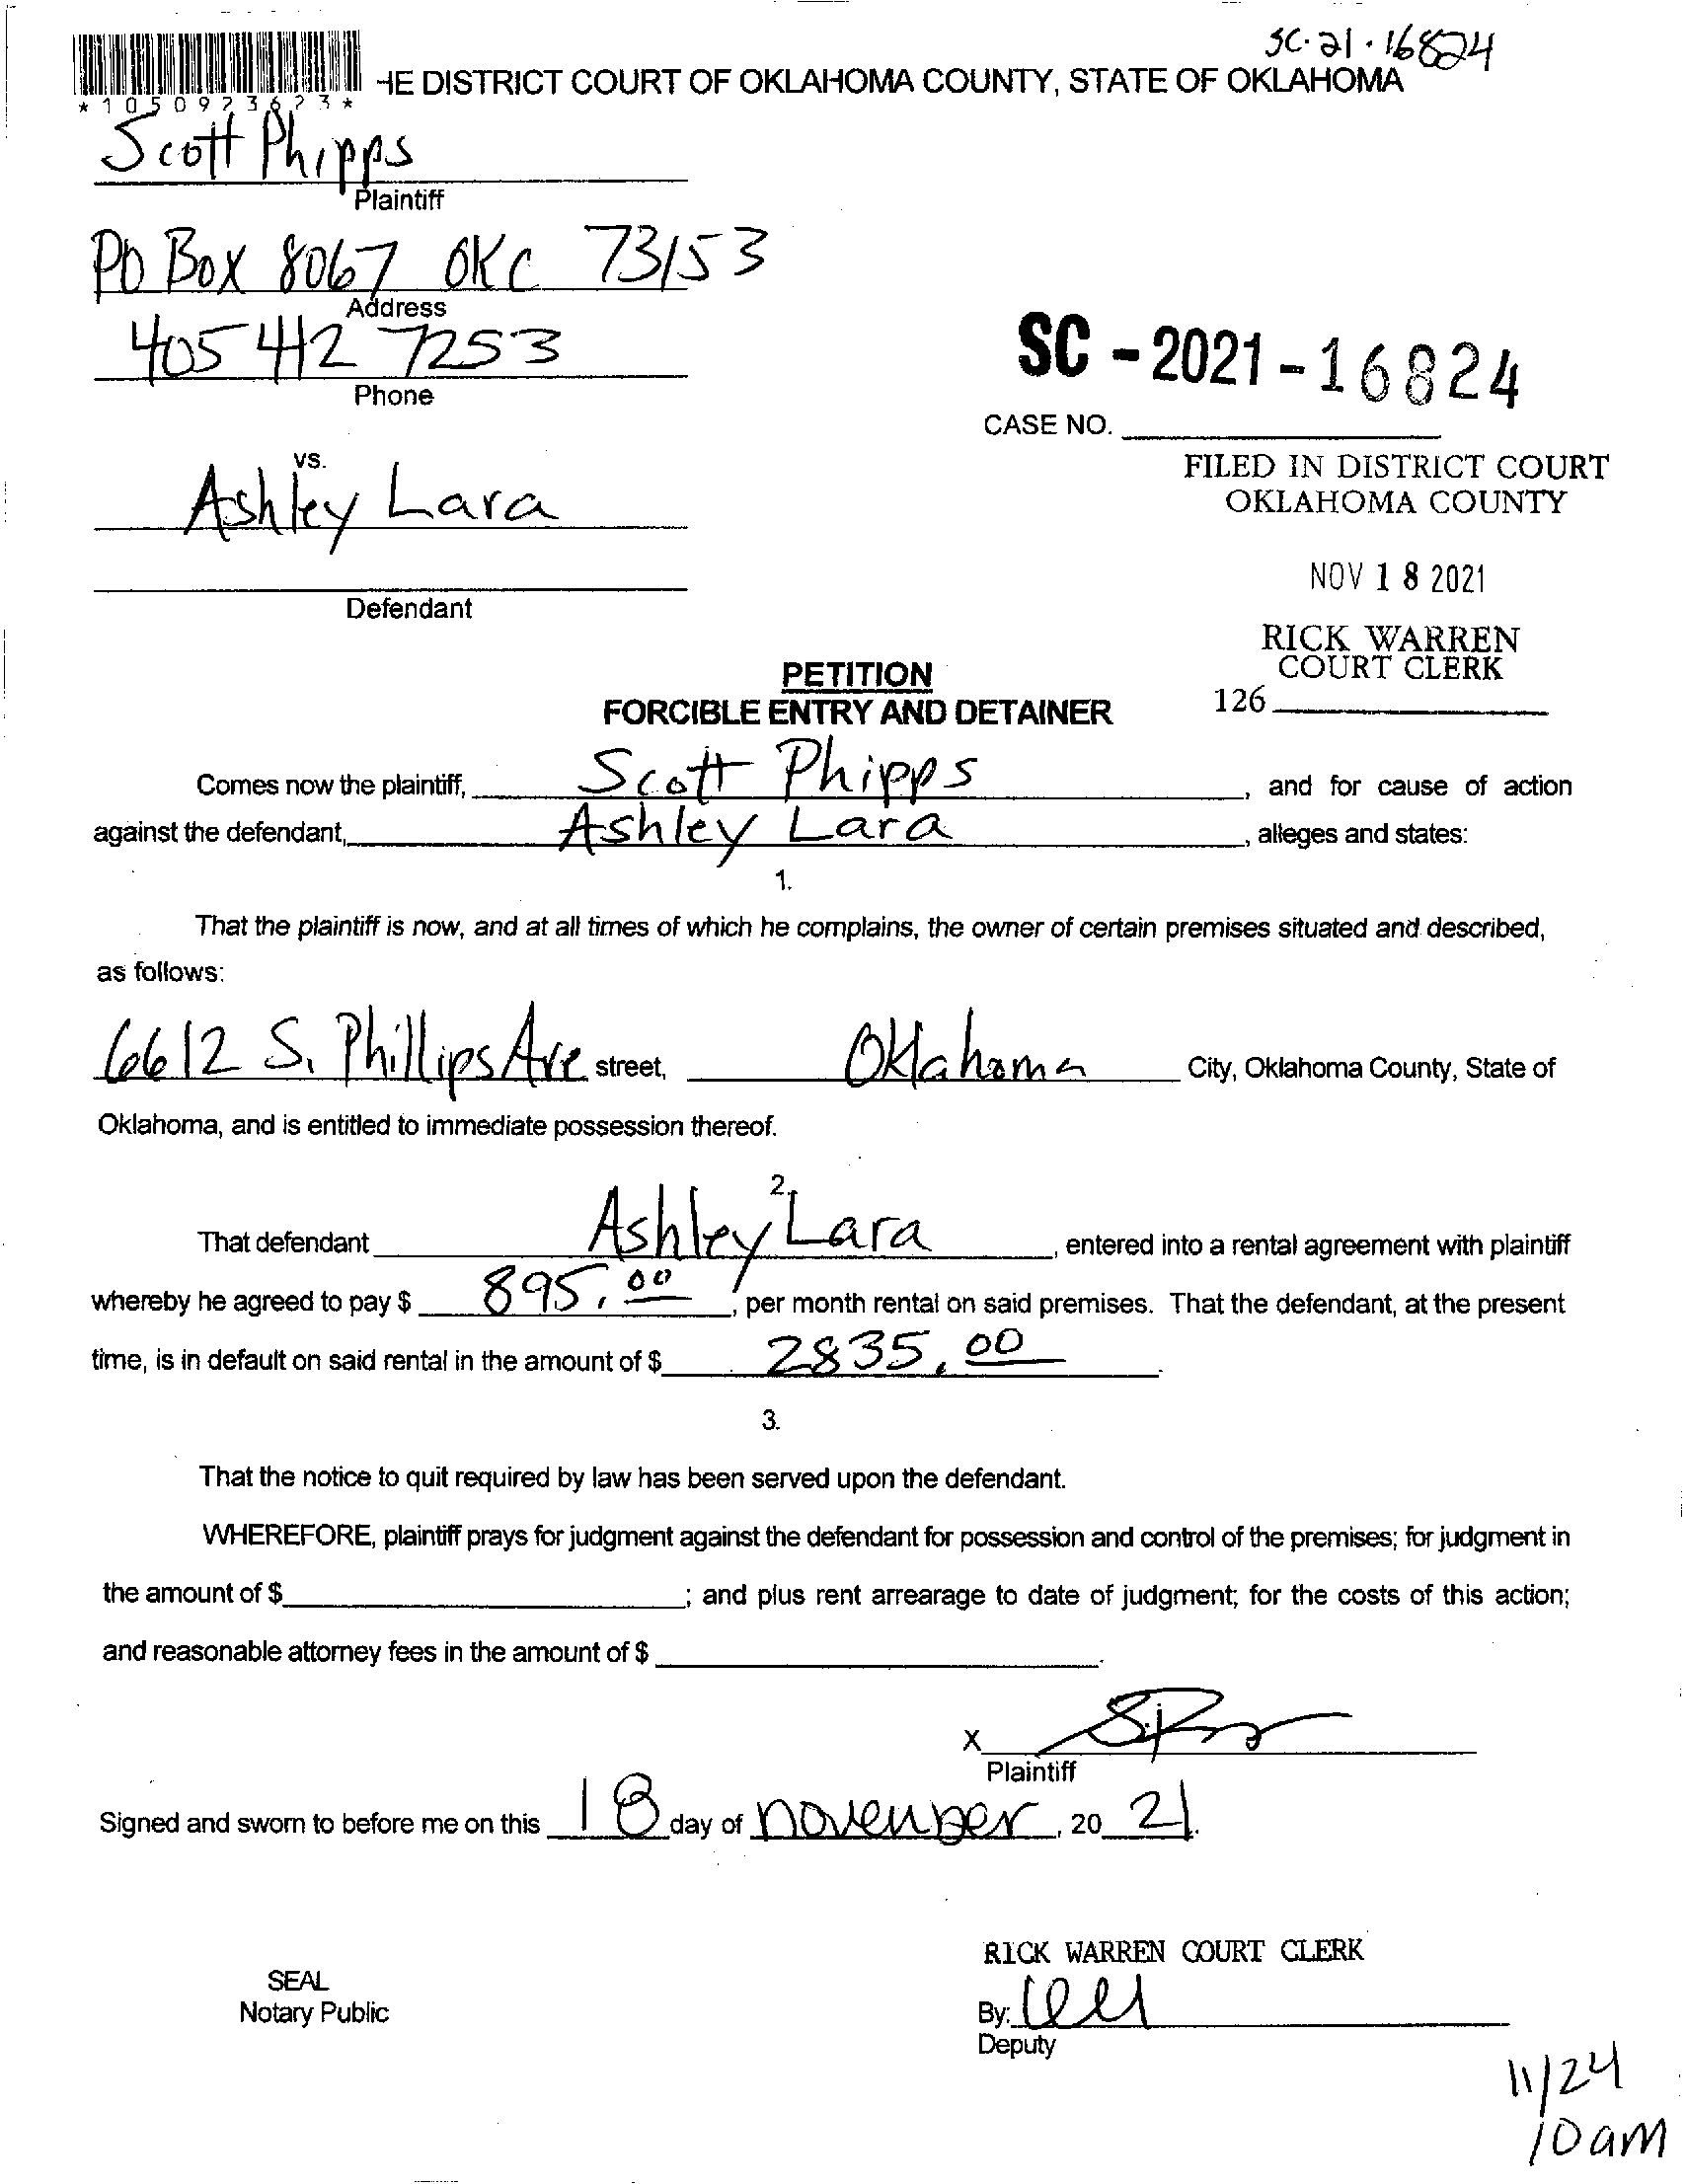 SC-21-16824
HE DISTRICT COURT OF OKLAHOMA COUNTY, STATE OF OKLAHOMA
*1050923623*
Scott Phipps
Plaintiff
PO Box 8067 OKC 73153
Address
405 412 7253
Phone
SC-2021-16824
CASE NO.
vs.
Ashley Lara
Defendant
FILED IN DISTRICT COURT
OKLAHOMA COUNTY
NOV 18 2021
RICK WARREN
COURT CLERK
126
PETITION
FORCIBLE ENTRY AND DETAINER
Comes now the plaintiff, Scott Phipps, and for cause of action
against the defendant, Ashley Lara, alleges and states:
1.
That the plaintiff is now, and at all times of which he complains, the owner of certain premises situated and described,
as follows:
6612 S. Phillips Ave street, Oklahoma City, Oklahoma County, State of
Oklahoma, and is entitled to immediate possession thereof.
2.
That defendant Ashley Lara, entered into a rental agreement with plaintiff
whereby he agreed to pay $ 895.00, per month rental on said premises. That the defendant, at the present
time, is in default on said rental in the amount of $ 2835.00.
3.
That the notice to quit required by law has been served upon the defendant.
WHEREFORE, plaintiff prays for judgment against the defendant for possession and control of the premises; for judgment in
the amount of $ ; and plus rent arrearage to date of judgment; for the costs of this action;
and reasonable attorney fees in the amount of $ .
X
Plaintiff
Signed and sworn to before me on this 18 day of november, 20 21.
RICK WARREN COURT CLERK
SEAL
Notary Public
By:
Deputy
11/24
10am